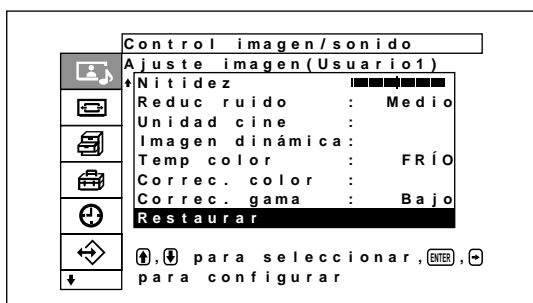 Control imagen/sonido
Ajuste imagen(Usuario1)
Nitidez
Reduc ruido : Medio
Unidad cine :
Imagen dinámica:
Temp color : FRÍO
Correc. color :
Correc. gama : Bajo
Restaurar
, para seleccionar, ENTER ,
para configurar